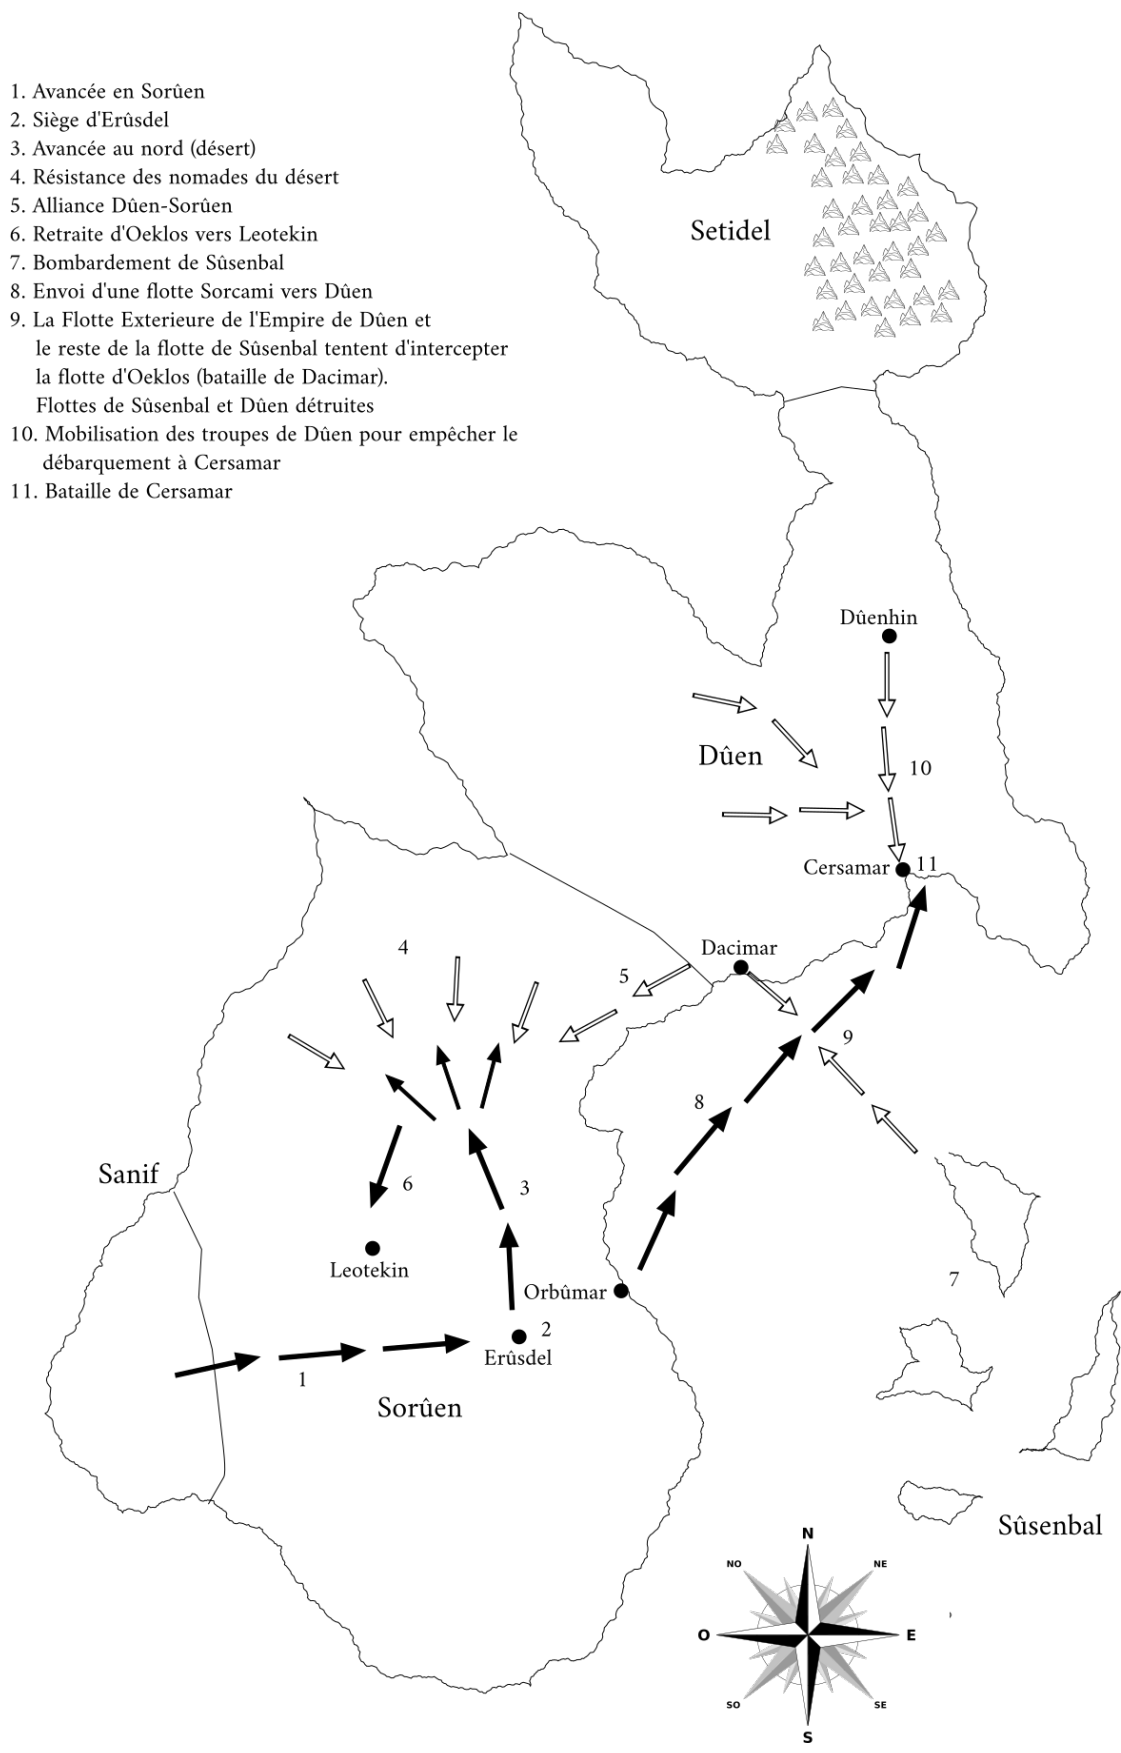 1. Avancée en Sorûen
2. Siège d'Erûsdel
3. Avancée au nord (désert)
4. Résistance des nomades du désert
5. Alliance Dûen-Sorûen
6. Retraite d'Oeklos vers Leotekin
7. Bombardement de Sûsenbal
8. Envoi d'une flotte Sorcami vers Dûen
9. La Flotte Exterieure de l'Empire de Dûen et
le reste de la flotte de Sûsenbal tentent d'intercepter
la flotte d'Oeklos (bataille de Dacimar).
Flottes de Sûsenbal et Dûen détruites
10. Mobilisation des troupes de Dûen pour empêcher le
débarquement à Cersamar
11. Bataille de Cersamar
Setidel
Dûenhin
Dûen
10
Cersamar
11
Dacimar
4
5
9
8
Sanif
6
3
Leotekin
7
Orbûmar
2
Erûsdel
1
Sorûen
Sûsenbal
N
NO
NE
O
E
SO
SE
S